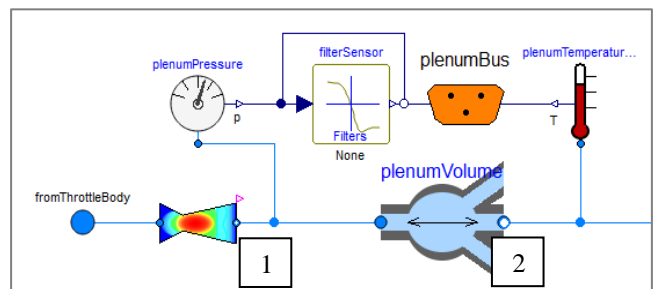 filterSensor
plenumBus
plenumPressure
plenumTemperatur...
p
Filters
T
None
plenumVolume
fromThrottleBody
1
2